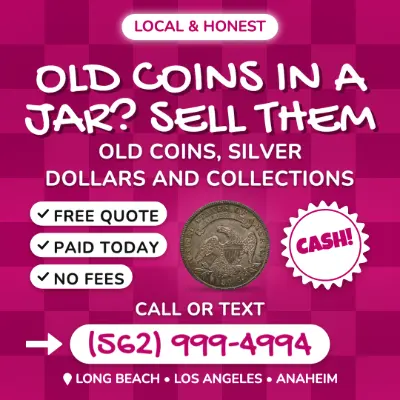 LOCAL & HONEST
OLD COINS IN A
JAR? SELL THEM
OLD COINS, SILVER
DOLLARS AND COLLECTIONS
FREE QUOTE
PAID TODAY
NO FEES
CASH!
CALL OR TEXT
(562) 999-4994
LONG BEACH • LOS ANGELES • ANAHEIM